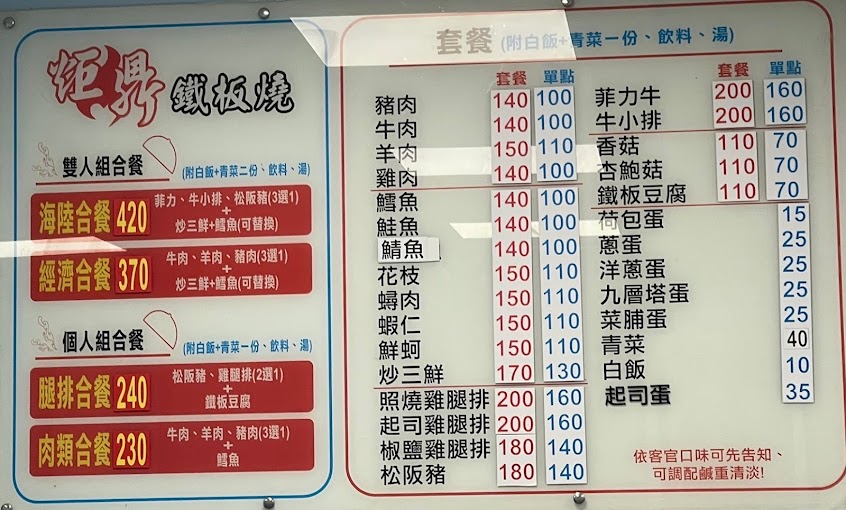 炬鼎 鐵板燒
雙人組合餐 (附白飯+青菜二份、飲料、湯)
海陸合餐 420 菲力、牛小排、松阪豬(3選1)
+
炒三鮮+鱈魚(可替換)
經濟合餐 370 牛肉、羊肉、豬肉(3選1)
+
炒三鮮+鱈魚(可替換)
個人組合餐 (附白飯+青菜一份、飲料、湯)
腿排合餐 240 松阪豬、雞腿排(2選1)
+
鐵板豆腐
肉類合餐 230 牛肉、羊肉、豬肉(3選1)
+
鱈魚
套餐 (附白飯+青菜一份、飲料、湯)
套餐 單點
豬肉 140 100
牛肉 140 100
羊肉 150 110
雞肉 140 100
鱈魚 140 100
鮭魚 140 100
鯖魚 140 100
花枝 150 110
蟳肉 150 110
蝦仁 150 110
鮮蚵 150 110
炒三鮮 170 130
照燒雞腿排 200 160
起司雞腿排 200 160
椒鹽雞腿排 180 140
松阪豬 180 140
套餐 單點
菲力牛 200 160
牛小排 200 160
香菇 110 70
杏鮑菇 110 70
鐵板豆腐 110 70
荷包蛋 15
蔥蛋 25
洋蔥蛋 25
九層塔蛋 25
菜脯蛋 25
青菜 40
白飯 10
起司蛋 35
依客官口味可先告知、
可調配鹹重清淡!